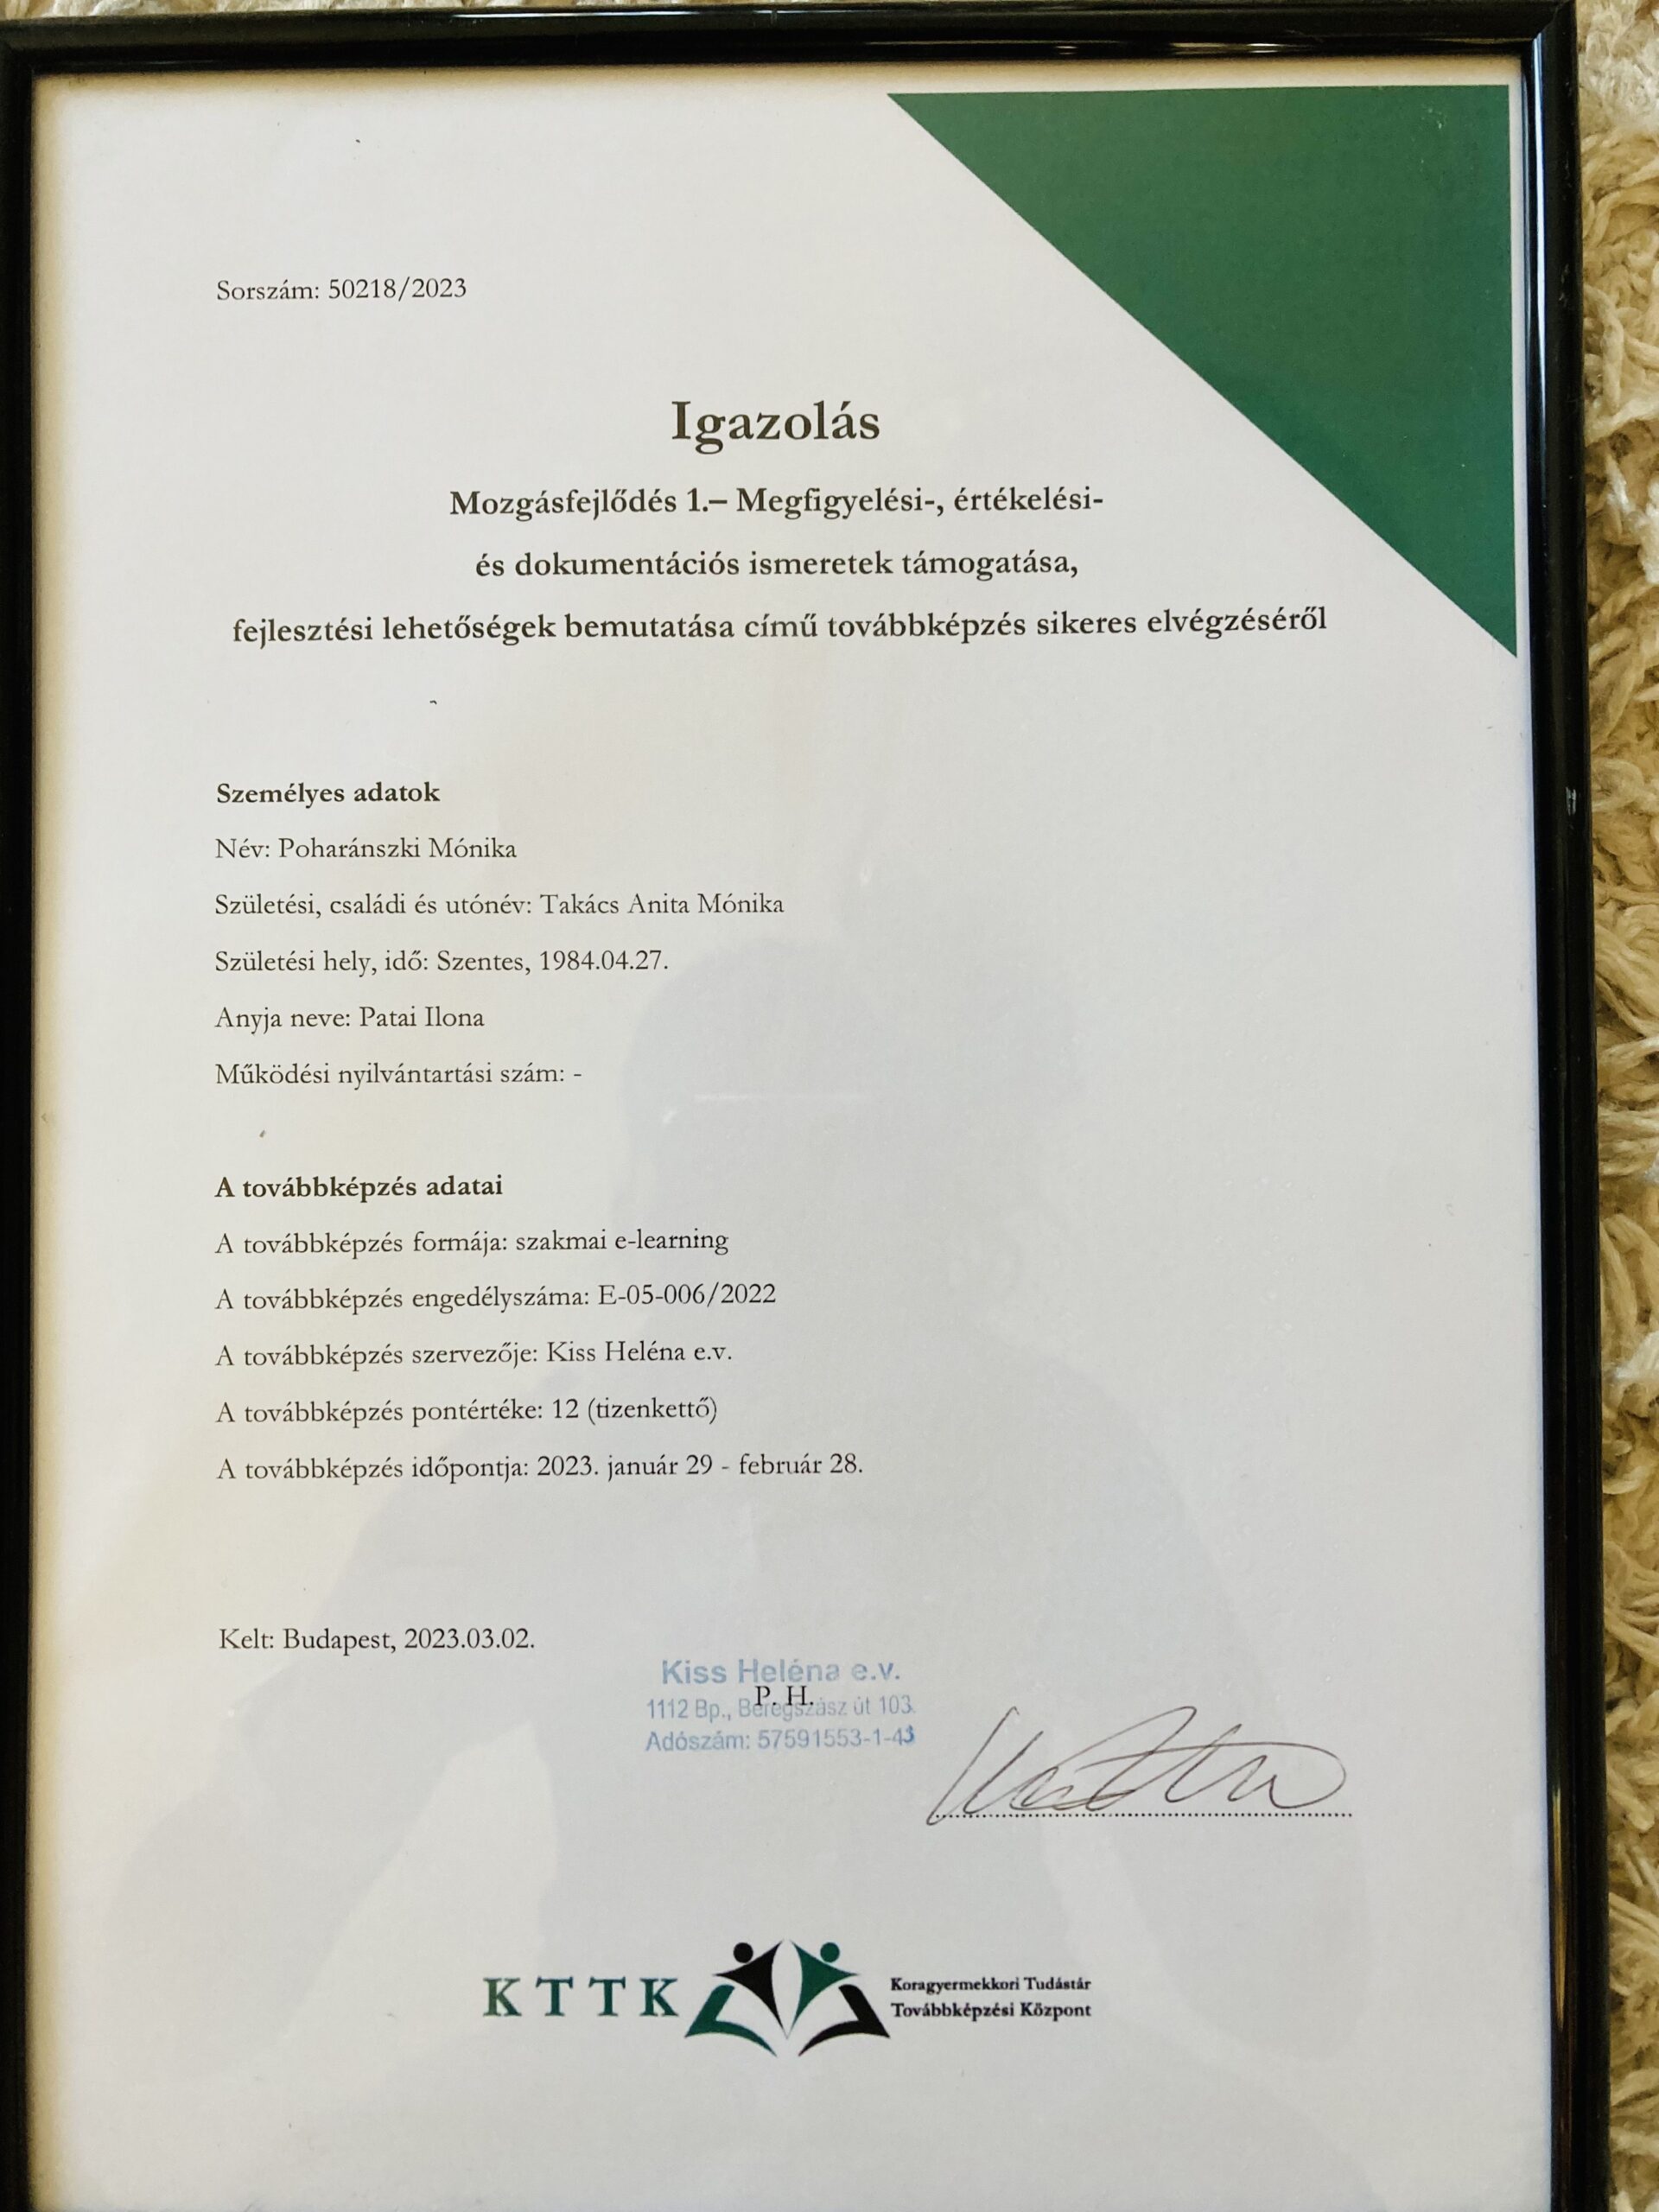 Sorszám: 50218/2023
Igazolás
Mozgásfejlődés 1.– Megfigyelési-, értékelési-
és dokumentációs ismeretek támogatása,
fejlesztési lehetőségek bemutatása című továbbképzés sikeres elvégzéséről
Személyes adatok
Név: Poharánszki Mónika
Születési, családi és utónév: Takács Anita Mónika
Születési hely, idő: Szentes, 1984.04.27.
Anyja neve: Patai Ilona
Működési nyilvántartási szám: -
A továbbképzés adatai
A továbbképzés formája: szakmai e-learning
A továbbképzés engedélyszáma: E-05-006/2022
A továbbképzés szervezője: Kiss Heléna e.v.
A továbbképzés pontértéke: 12 (tizenkettő)
A továbbképzés időpontja: 2023. január 29 - február 28.
Kelt: Budapest, 2023.03.02.
Kiss Heléna e.v.
P. H.
1112 Bp., Beregszász út 103.
Adószám: 57591553-1-43
KTTK
Koragyermekkori Tudástár
Továbbképzési Központ